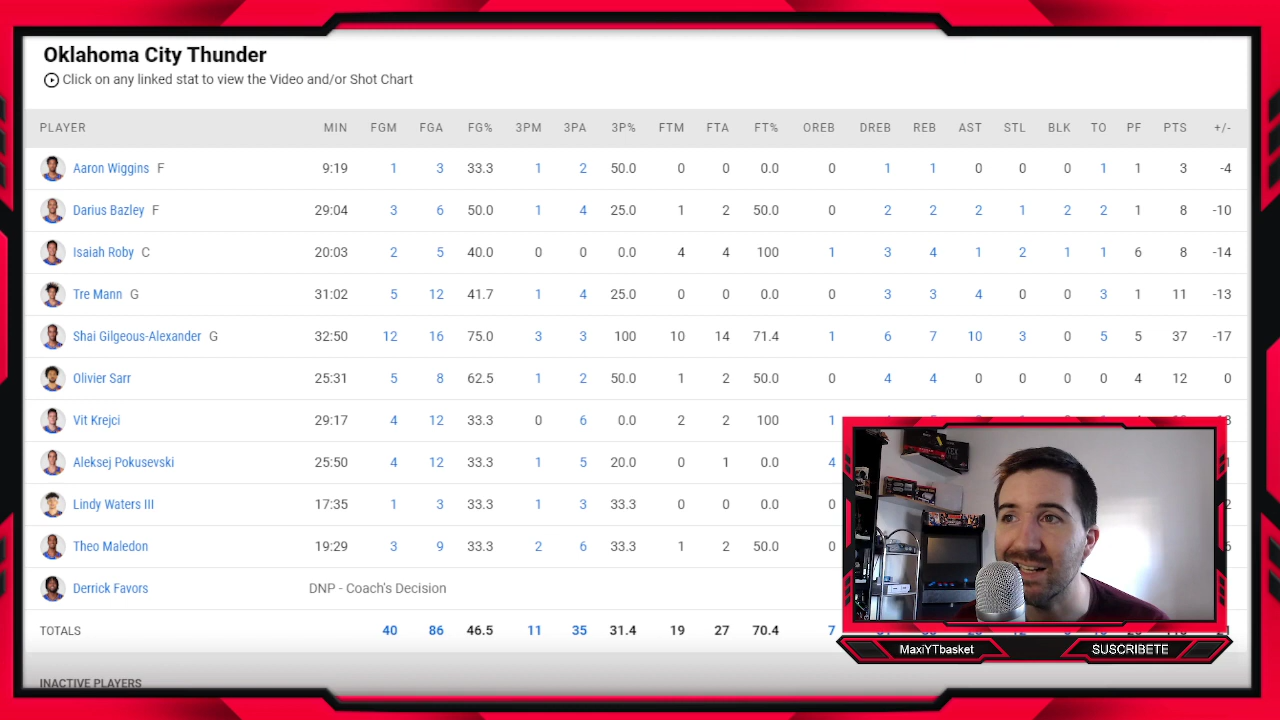 Oklahoma City Thunder
Click on any linked stat to view the Video and/or Shot Chart
PLAYER MIN FGM FGA FG% 3PM 3PA 3P% FTM FTA FT% OREB DREB REB AST STL BLK TO PF PTS +/-
Aaron Wiggins F 9:19 1 3 33.3 1 2 50.0 0 0 0.0 0 1 1 0 0 0 1 1 3 -4
Darius Bazley F 29:04 3 6 50.0 1 4 25.0 1 2 50.0 0 2 2 2 1 2 2 1 8 -10
Isaiah Roby C 20:03 2 5 40.0 0 0 0.0 4 4 100 1 3 4 1 2 1 1 6 8 -14
Tre Mann G 31:02 5 12 41.7 1 4 25.0 0 0 0.0 0 3 3 4 0 0 3 1 11 -13
Shai Gilgeous-Alexander G 32:50 12 16 75.0 3 3 100 10 14 71.4 1 6 7 10 3 0 5 5 37 -17
Olivier Sarr 25:31 5 8 62.5 1 2 50.0 1 2 50.0 0 4 4 0 0 0 0 4 12 0
Vit Krejci 29:17 4 12 33.3 0 6 0.0 2 2 100 1
Aleksej Pokusevski 25:50 4 12 33.3 1 5 20.0 0 1 0.0 4
Lindy Waters III 17:35 1 3 33.3 1 3 33.3 0 0 0.0 0
Theo Maledon 19:29 3 9 33.3 2 6 33.3 1 2 50.0 0
Derrick Favors DNP - Coach's Decision
TOTALS 40 86 46.5 11 35 31.4 19 27 70.4 7
MaxiYTbasket SUSCRIBETE
INACTIVE PLAYERS